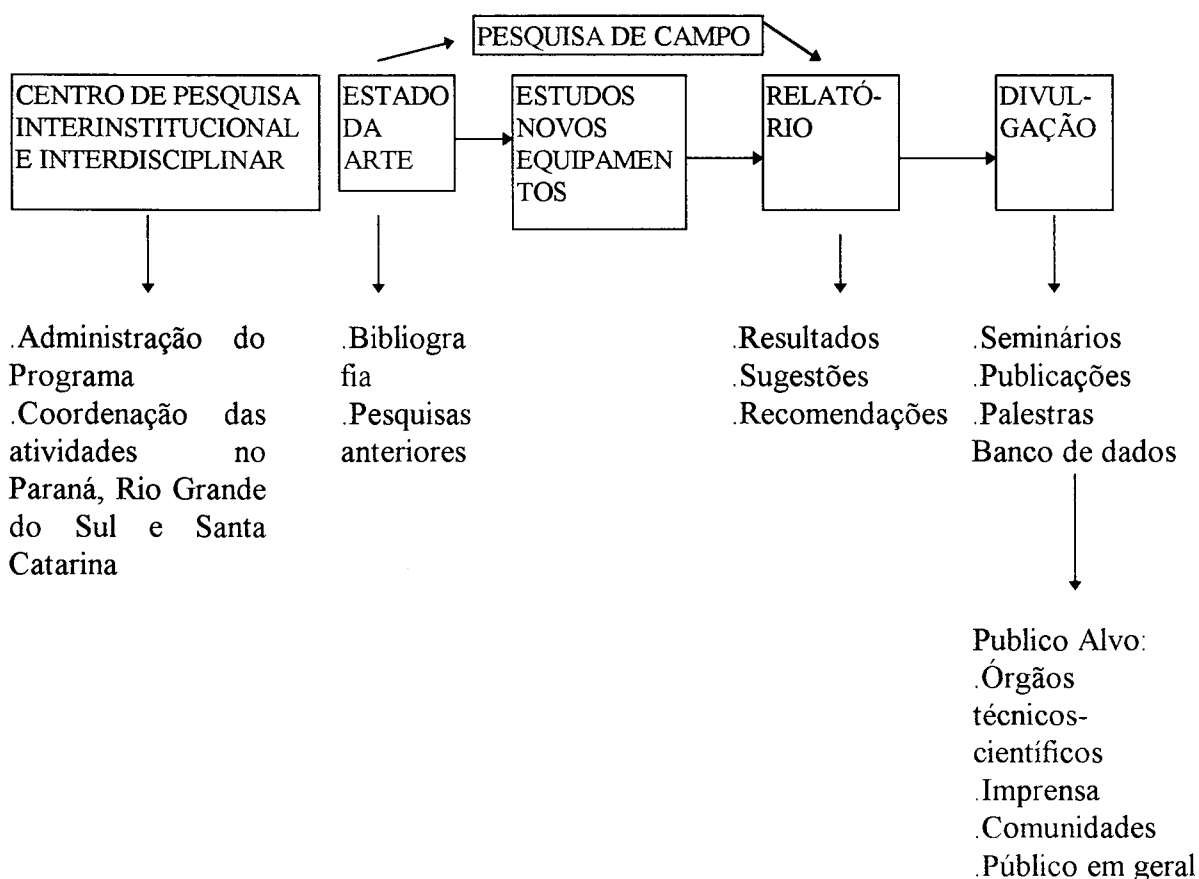 PESQUISA DE CAMPO
CENTRO DE PESQUISA
INTERINSTITUCIONAL
E INTERDISCIPLINAR
ESTADO
DA
ARTE
ESTUDOS
NOVOS
EQUIPAMEN
TOS
RELATÓ-
RIO
DIVUL-
GAÇÃO
.Administração do
Programa
.Coordenação das
atividades no
Paraná, Rio Grande
do Sul e Santa
Catarina
.Bibliogra
fia
.Pesquisas
anteriores
.Resultados
.Sugestões
.Recomendações
.Seminários
.Publicações
.Palestras
Banco de dados
Publico Alvo:
.Órgãos
técnicos-
científicos
.Imprensa
.Comunidades
.Público em geral